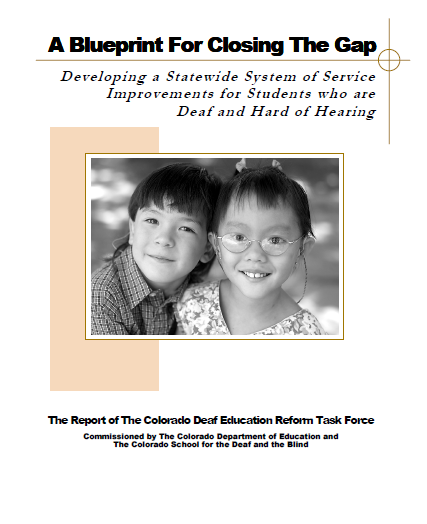 A Blueprint For Closing The Gap
Developing a Statewide System of Service
Improvements for Students who are
Deaf and Hard of Hearing
The Report of The Colorado Deaf Education Reform Task Force
Commissioned by The Colorado Department of Education and
The Colorado School for the Deaf and the Blind